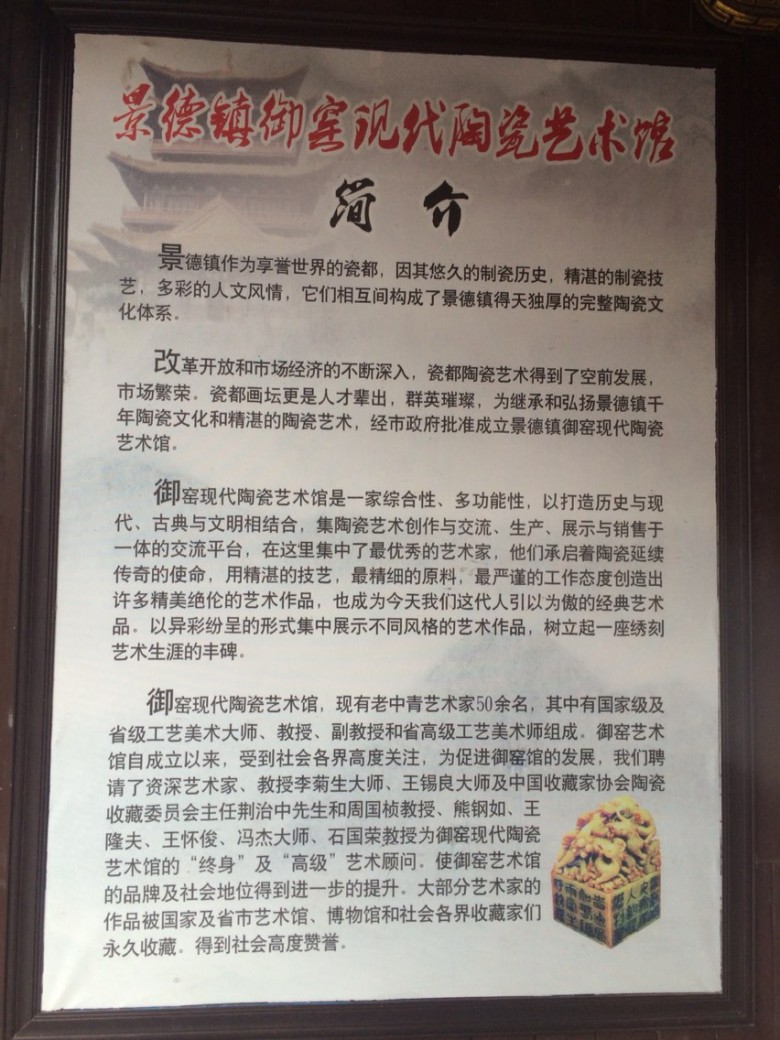 景德镇御窑现代陶瓷艺术馆
简 介
景德镇作为享誉世界的瓷都，因其悠久的制瓷历史，精湛的制瓷技
艺，多彩的人文风情，它们相互间构成了景德镇得天独厚的完整陶瓷文
化体系。
改革开放和市场经济的不断深入，瓷都陶瓷艺术得到了空前发展，
市场繁荣。瓷都画坛更是人才辈出，群英璀璨，为继承和弘扬景德镇千
年陶瓷文化和精湛的陶瓷艺术，经市政府批准成立景德镇御窑现代陶瓷
艺术馆。
御窑现代陶瓷艺术馆是一家综合性、多功能性，以打造历史与现
代、古典与文明相结合，集陶瓷艺术创作与交流、生产、展示与销售于
一体的交流平台，在这里集中了最优秀的艺术家，他们承启着陶瓷延续
传奇的使命，用精湛的技艺，最精细的原料，最严谨的工作态度创造出
许多精美绝伦的艺术作品，也成为今天我们这代人引以为傲的经典艺术
品。以异彩纷呈的形式集中展示不同风格的艺术作品，树立起一座绣刻
艺术生涯的丰碑。
御窑现代陶瓷艺术馆，现有老中青艺术家50余名，其中有国家级及
省级工艺美术大师、教授、副教授和省高级工艺美术师组成。御窑艺术
馆自成立以来，受到社会各界高度关注，为促进御窑馆的发展，我们聘
请了资深艺术家、教授李菊生大师、王锡良大师及中国收藏家协会陶瓷
收藏委员会主任荆治中先生和周国桢教授、熊钢如、王
隆夫、王怀俊、冯杰大师、石国荣教授为御窑现代陶瓷
艺术馆的“终身”及“高级”艺术顾问。使御窑艺术馆
的品牌及社会地位得到进一步的提升。大部分艺术家的
作品被国家及省市艺术馆、博物馆和社会各界收藏家们
永久收藏。得到社会高度赞誉。